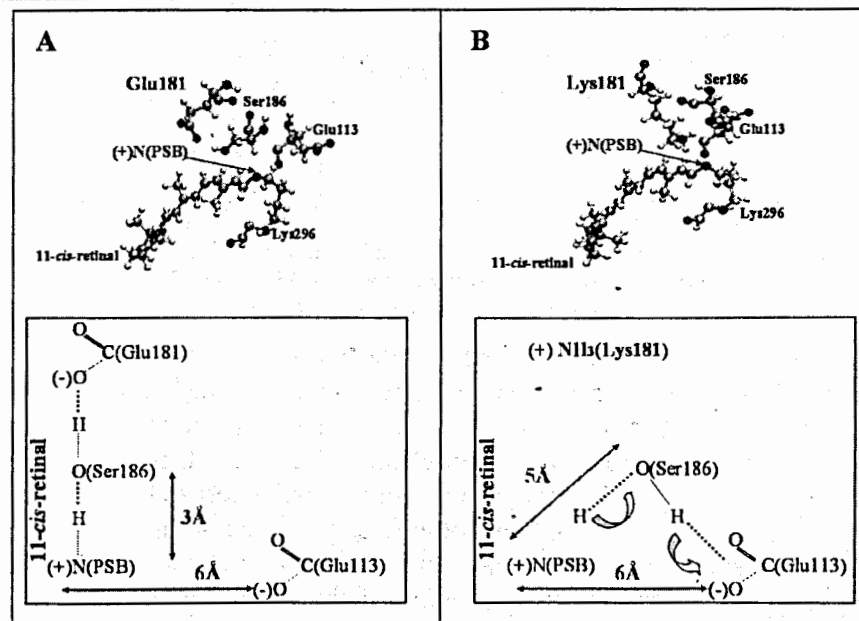 A
Glu181
Ser186
Glu113
(+)N(PSB)
Lys296
11-cis-retinal
O
C(Glu181)
(-)O
H
O(Ser186)
H
3Å
(+)N(PSB)
6Å
O
C(Glu113)
(-)O
11-cis-retinal
B
Lys181
Ser186
Glu113
(+)N(PSB)
Lys296
11-cis-retinal
(+) NH3(Lys181)
5Å
O(Ser186)
H
H
O
(+)N(PSB)
C(Glu113)
6Å
(-)O
11-cis-retinal